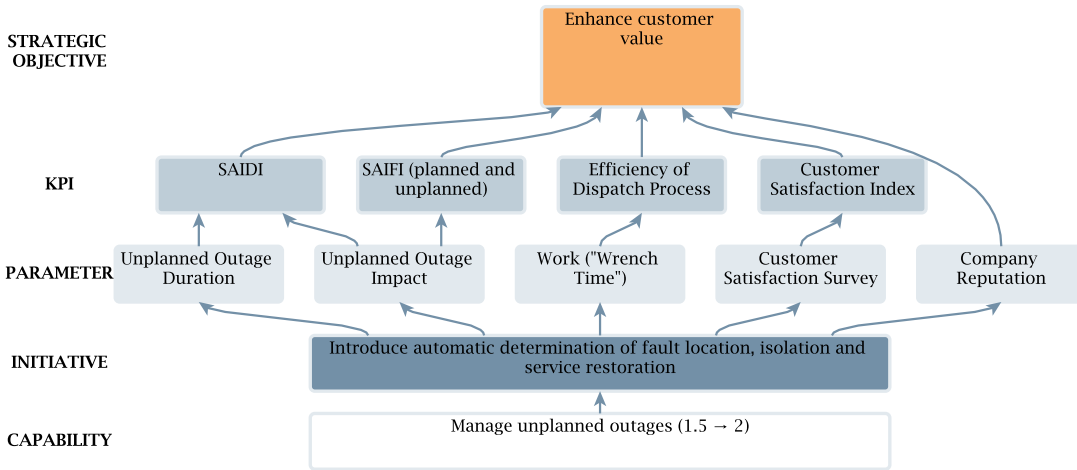 STRATEGIC
OBJECTIVE
Enhance customer
value
KPI
SAIDI
SAIFI (planned and
unplanned)
Efficiency of
Dispatch Process
Customer
Satisfaction Index
PARAMETER
Unplanned Outage
Duration
Unplanned Outage
Impact
Work ("Wrench
Time")
Customer
Satisfaction Survey
Company
Reputation
INITIATIVE
Introduce automatic determination of fault location, isolation and
service restoration
CAPABILITY
Manage unplanned outages (1.5 → 2)